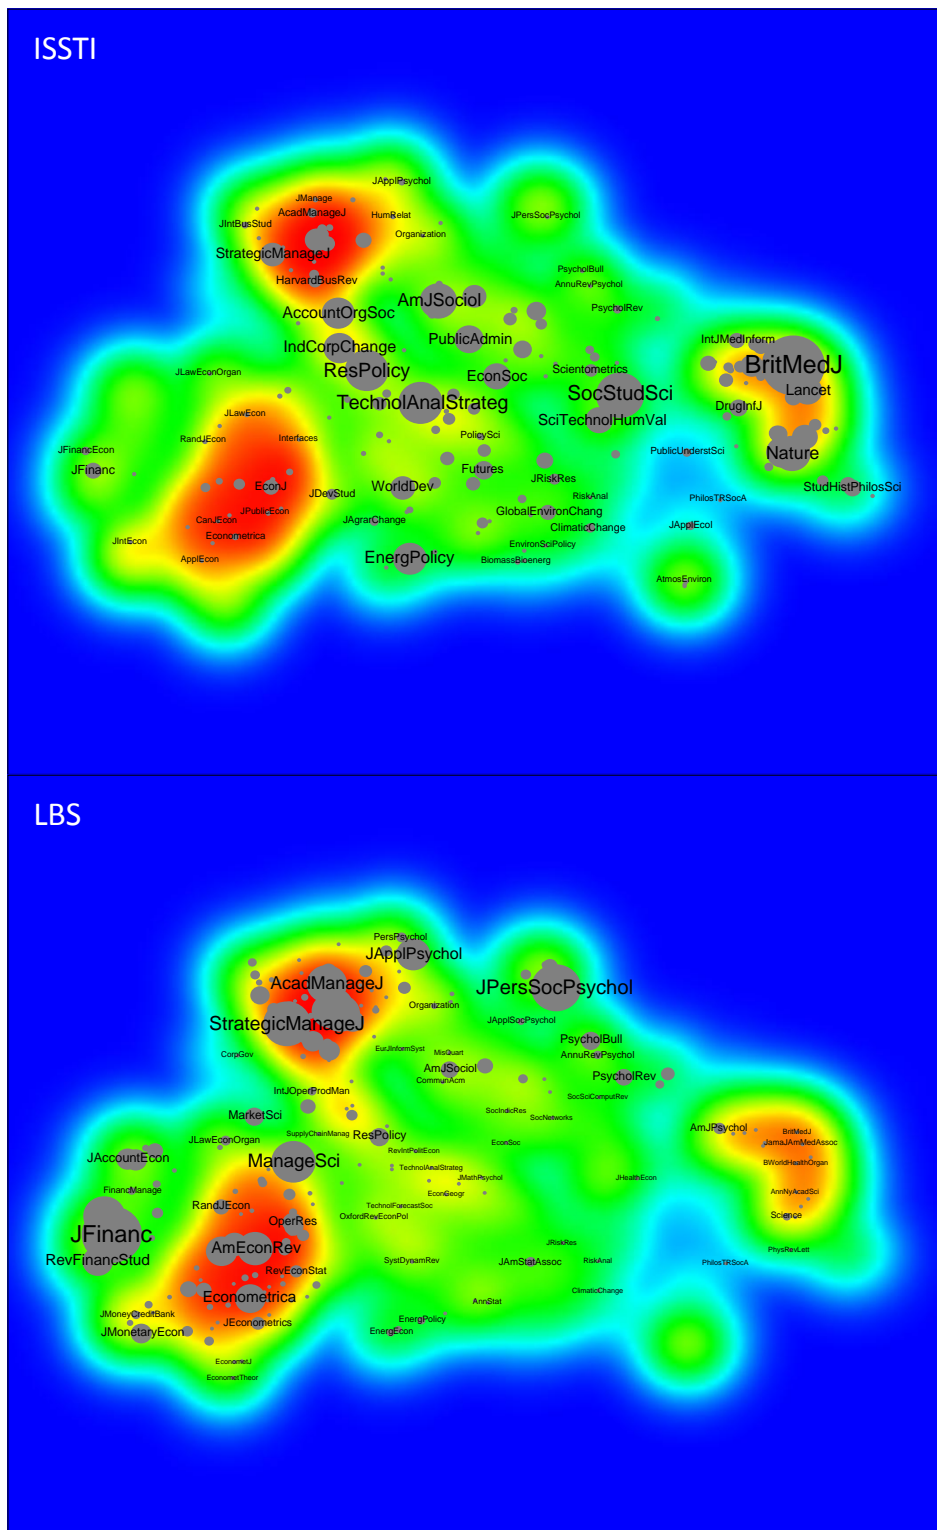 ISSTI
JApplPsychol
JManage
AcadManageJ
HumRelat
JPersSocPsychol
JIntBusStud
Organization
StrategicManageJ
PsycholBull
HarvardBusRev
AnnuRevPsychol
AmJSociol
PsycholRev
AccountOrgSoc
PublicAdmin
IntJMedInform
IndCorpChange
BritMedJ
ResPolicy
JLawEconOrgan
EconSoc
Scientometrics
Lancet
SocStudSci
TechnolAnalStrateg
DrugInfJ
JLawEcon
SciTechnolHumVal
RandJEcon
Interfaces
PolicySci
JFinancEcon
PublicUnderstSci
Nature
JFinanc
Futures
JRiskRes
EconJ
WorldDev
StudHistPhilosSci
JDevStud
RiskAnal
PhilosTRSocA
JPublicEcon
GlobalEnvironChang
CanJEcon
JAgrarChange
ClimaticChange
JApplEcol
Econometrica
JIntEcon
EnvironSciPolicy
ApplEcon
EnergPolicy
BiomassBioenerg
AtmosEnviron
LBS
PersPsychol
JApplPsychol
AcadManageJ
JPersSocPsychol
Organization
StrategicManageJ
JApplSocPsychol
PsycholBull
EurJInformSyst
MisQuart
CorpGov
AnnuRevPsychol
AmJSociol
PsycholRev
CommunAcm
IntJOperProdMan
SocSciComputRev
MarketSci
SocIndicRes
SocNetworks
AmJPsychol
BritMedJ
SupplyChainManag
ResPolicy
JLawEconOrgan
EconSoc
JamaJAmMedAssoc
RevIntPolitEcon
JAccountEcon
ManageSci
BWorldHealthOrgan
TechnolAnalStrateg
JMathPsychol
JHealthEcon
FinancManage
EconGeogr
AnnNyAcadSci
RandJEcon
TechnolForecastSoc
OxfordRevEconPol
Science
OperRes
JFinanc
AmEconRev
JRiskRes
PhysRevLett
RevFinancStud
SystDynamRev
JAmStatAssoc
RiskAnal
PhilosTRSocA
RevEconStat
Econometrica
ClimaticChange
AnnStat
JMoneyCreditBank
EnergPolicy
JEconometrics
JMonetaryEcon
EnergEcon
EconometJ
EconometTheor